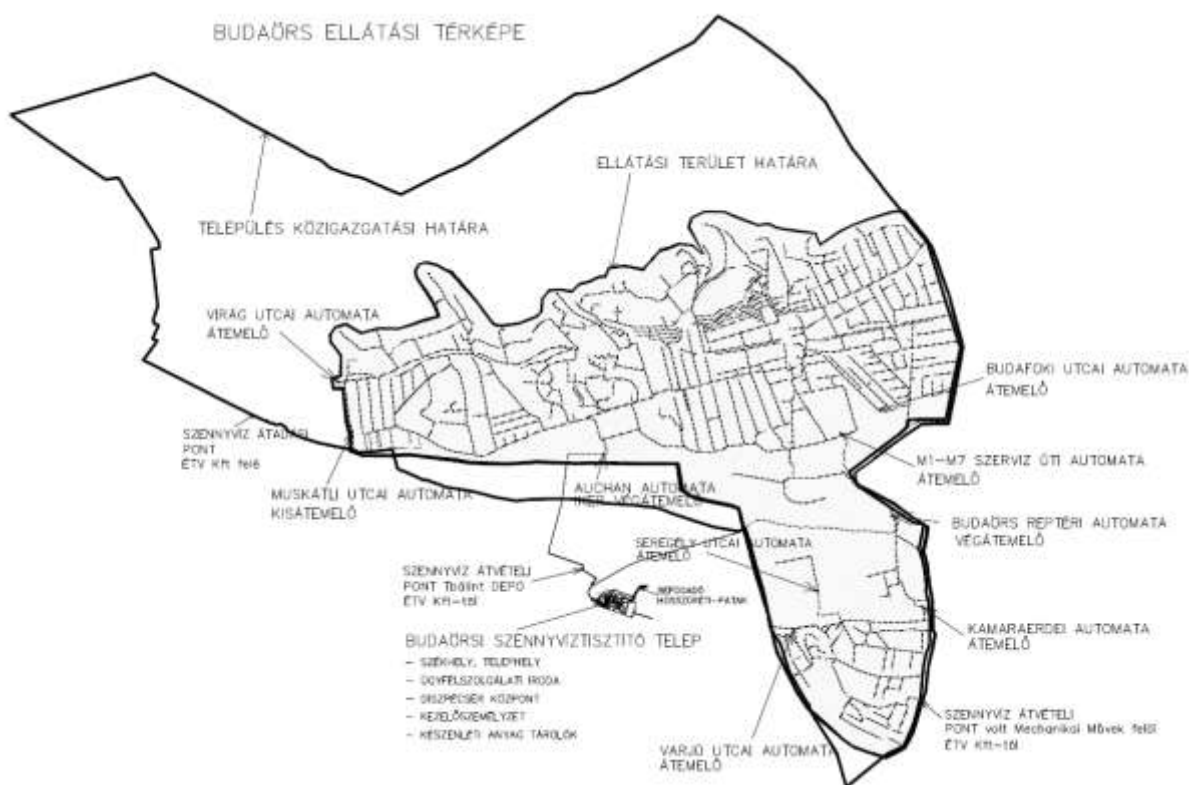 BUDAÖRS ELLÁTÁSI TÉRKÉPE
ELLÁTÁSI TERÜLET HATÁRA
TELEPÜLÉS KÖZIGAZGATÁSI HATÁRA
VIRÁG UTCAI AUTOMATA
ÁTEMELŐ
BUDAFOKI UTCAI AUTOMATA
ÁTEMELŐ
SZENNYVÍZ ÁTADÁSI
PONT
ÉTV Kft felé
M1-M7 SZERVIZ ÚTI AUTOMATA
ÁTEMELŐ
MUSKÁTLI UTCAI AUTOMATA
KISÁTEMELŐ
AUCHAN AUTOMATA
IKER VÉGÁTEMELŐ
BUDAÖRS REPTÉRI AUTOMATA
VÉGÁTEMELŐ
SEREGÉLY UTCAI AUTOMATA
ÁTEMELŐ
SZENNYVÍZ ÁTVÉTELI
PONT Tbálint DEPO
ÉTV Kft-től
BEFOGADÓ
HOSSZÚRÉTI-PATAK
KAMARAERDEI AUTOMATA
ÁTEMELŐ
BUDAÖRSI SZENNYVÍZTISZTÍTÓ TELEP
- SZÉKHELY, TELEPHELY
- ÜGYFÉLSZOLGÁLATI IRODA
- DISZPÉCSER KÖZPONT
- KEZELŐSZEMÉLYZET
- KÉSZENLÉTI ANYAG TÁROLÓK
SZENNYVÍZ ÁTVÉTELI
PONT volt Mechanikai Művek felől
ÉTV Kft-től
VARJÚ UTCAI AUTOMATA
ÁTEMELŐ